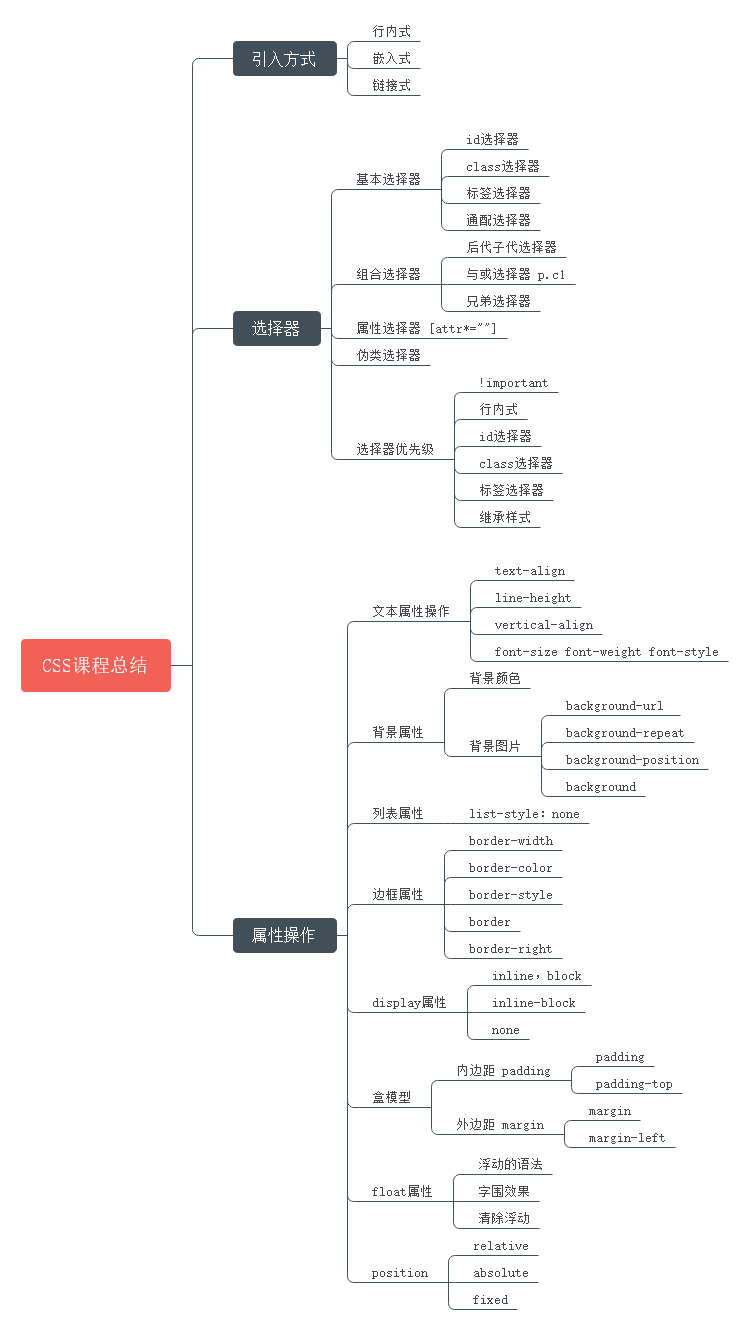 CSS课程总结
引入方式
行内式
嵌入式
链接式
选择器
基本选择器
id选择器
class选择器
标签选择器
通配选择器
组合选择器
后代子代选择器
与或选择器 p.c1
兄弟选择器
属性选择器 [attr*=""]
伪类选择器
选择器优先级
!important
行内式
id选择器
class选择器
标签选择器
继承样式
属性操作
文本属性操作
text-align
line-height
vertical-align
font-size font-weight font-style
背景属性
背景颜色
背景图片
background-url
background-repeat
background-position
background
列表属性
list-style：none
边框属性
border-width
border-color
border-style
border
border-right
display属性
inline，block
inline-block
none
盒模型
内边距 padding
padding
padding-top
外边距 margin
margin
margin-left
float属性
浮动的语法
字围效果
清除浮动
position
relative
absolute
fixed